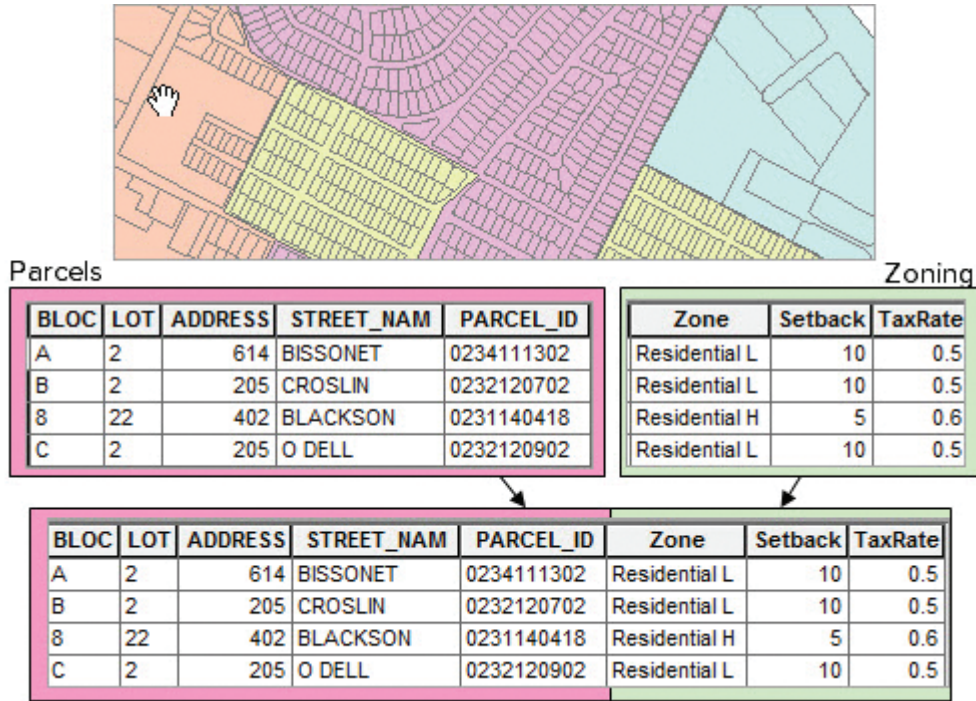 Parcels
Zoning
BLOC LOT ADDRESS STREET_NAM PARCEL_ID
A 2 614 BISSONET 0234111302
B 2 205 CROSLIN 0232120702
8 22 402 BLACKSON 0231140418
C 2 205 O DELL 0232120902
Zone Setback TaxRate
Residential L 10 0.5
Residential L 10 0.5
Residential H 5 0.6
Residential L 10 0.5
BLOC LOT ADDRESS STREET_NAM PARCEL_ID Zone Setback TaxRate
A 2 614 BISSONET 0234111302 Residential L 10 0.5
B 2 205 CROSLIN 0232120702 Residential L 10 0.5
8 22 402 BLACKSON 0231140418 Residential H 5 0.6
C 2 205 O DELL 0232120902 Residential L 10 0.5